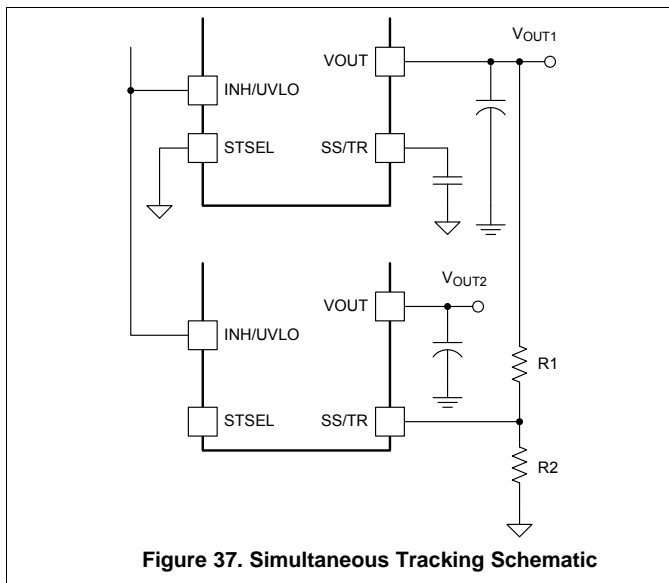 VOUT1
VOUT
INH/UVLO
STSEL
SS/TR
VOUT2
VOUT
INH/UVLO
R1
STSEL
SS/TR
R2
Figure 37. Simultaneous Tracking Schematic